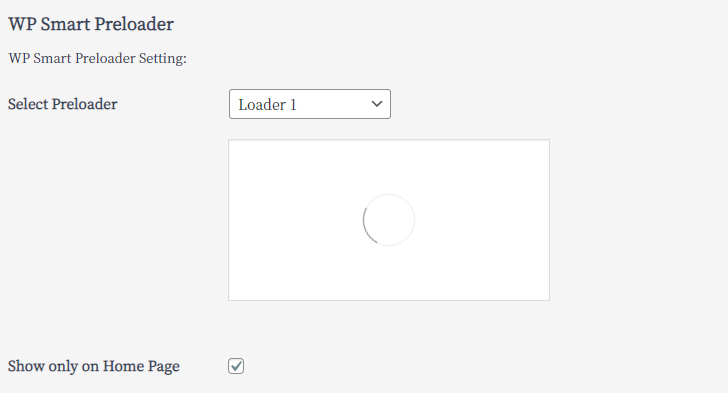 WP Smart Preloader
WP Smart Preloader Setting:
Select Preloader
Loader 1
Show only on Home Page